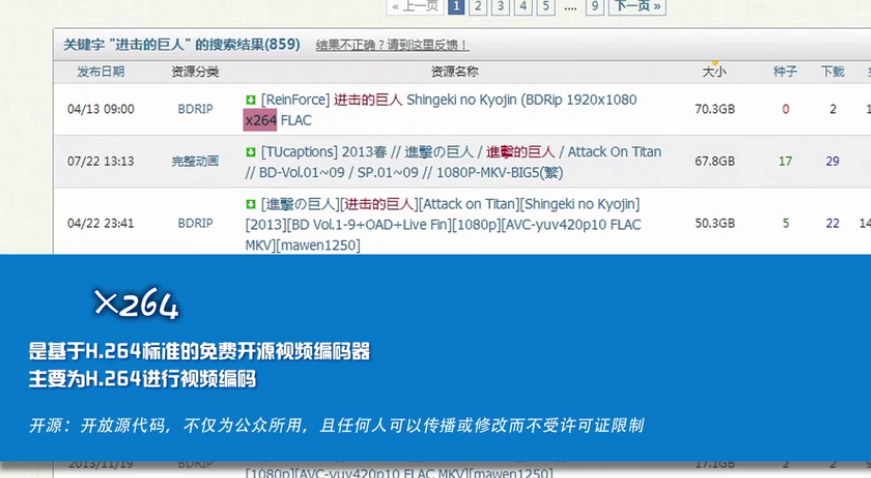 « 上一页 1 2 3 4 5 .... 9 下一页 »
关键字 "进击的巨人" 的搜索结果(859) 结果不正确？请到这里反馈！
发布日期 资源分类 资源名称 大小 种子 下载
04/13 09:00 BDRIP [ReinForce] 进击的巨人 Shingeki no Kyojin (BDRip 1920x1080 70.3GB 0 2
x264 FLAC
07/22 13:13 完整动画 [TUcaptions] 2013春 // 進撃の巨人 / 進擊的巨人 / Attack On Titan 67.8GB 17 29
// BD-Vol.01~09 / SP.01~09 // 1080P-MKV-BIG5(繁)
04/22 23:41 BDRIP [進撃の巨人][进击的巨人][Attack on Titan][Shingeki no Kyojin] 50.3GB 5 22 14
[2013][BD Vol.1-9+OAD+Live Fin][1080p][AVC-yuv420p10 FLAC
MKV][mawen1250]
X264
是基于H.264标准的免费开源视频编码器
主要为H.264进行视频编码
开源：开放源代码，不仅为公众所用，且任何人可以传播或修改而不受许可证限制
2013/11/19 BDRIP 17.1GB 2 2
[1080p][AVC-yuv420p10 FLAC MKV][mawen1250]